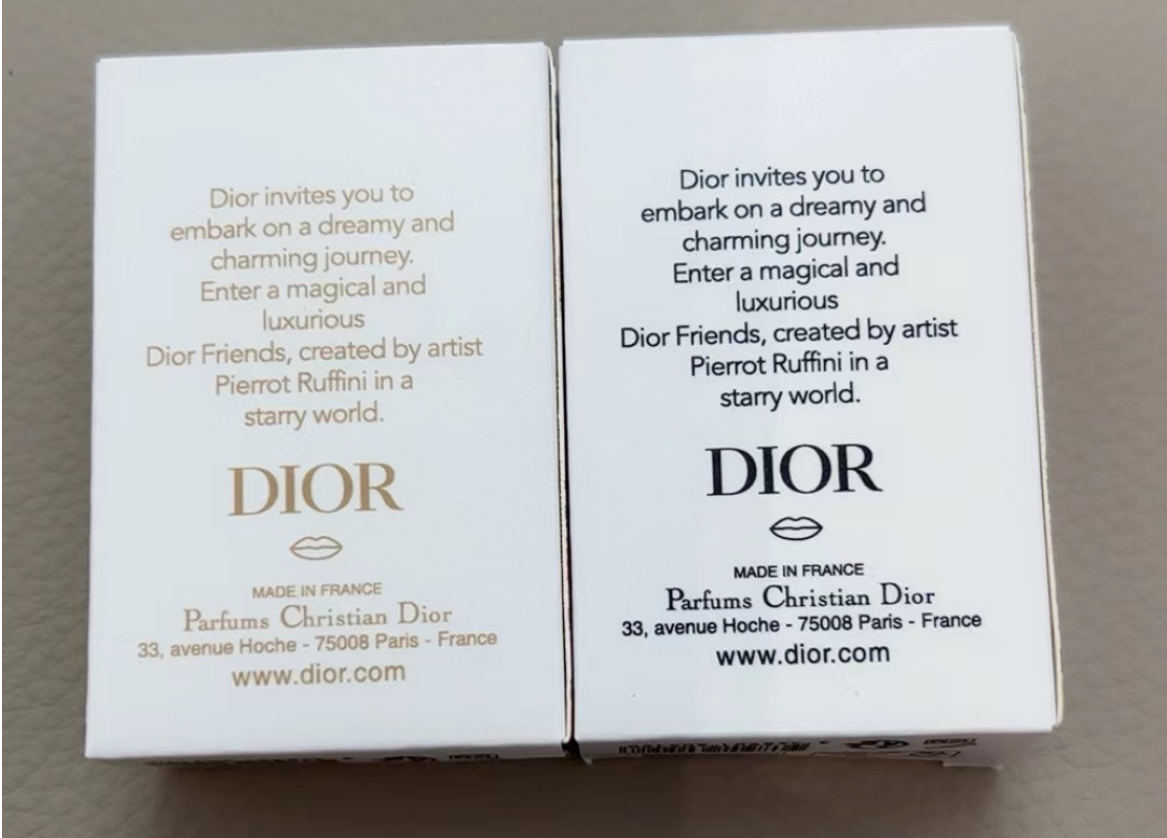 Dior invites you to
embark on a dreamy and
charming journey.
Enter a magical and
luxurious
Dior Friends, created by artist
Pierrot Ruffini in a
starry world.
DIOR
MADE IN FRANCE
Parfums Christian Dior
33, avenue Hoche - 75008 Paris - France
www.dior.com
Dior invites you to
embark on a dreamy and
charming journey.
Enter a magical and
luxurious
Dior Friends, created by artist
Pierrot Ruffini in a
starry world.
DIOR
MADE IN FRANCE
Parfums Christian Dior
33, avenue Hoche - 75008 Paris - France
www.dior.com